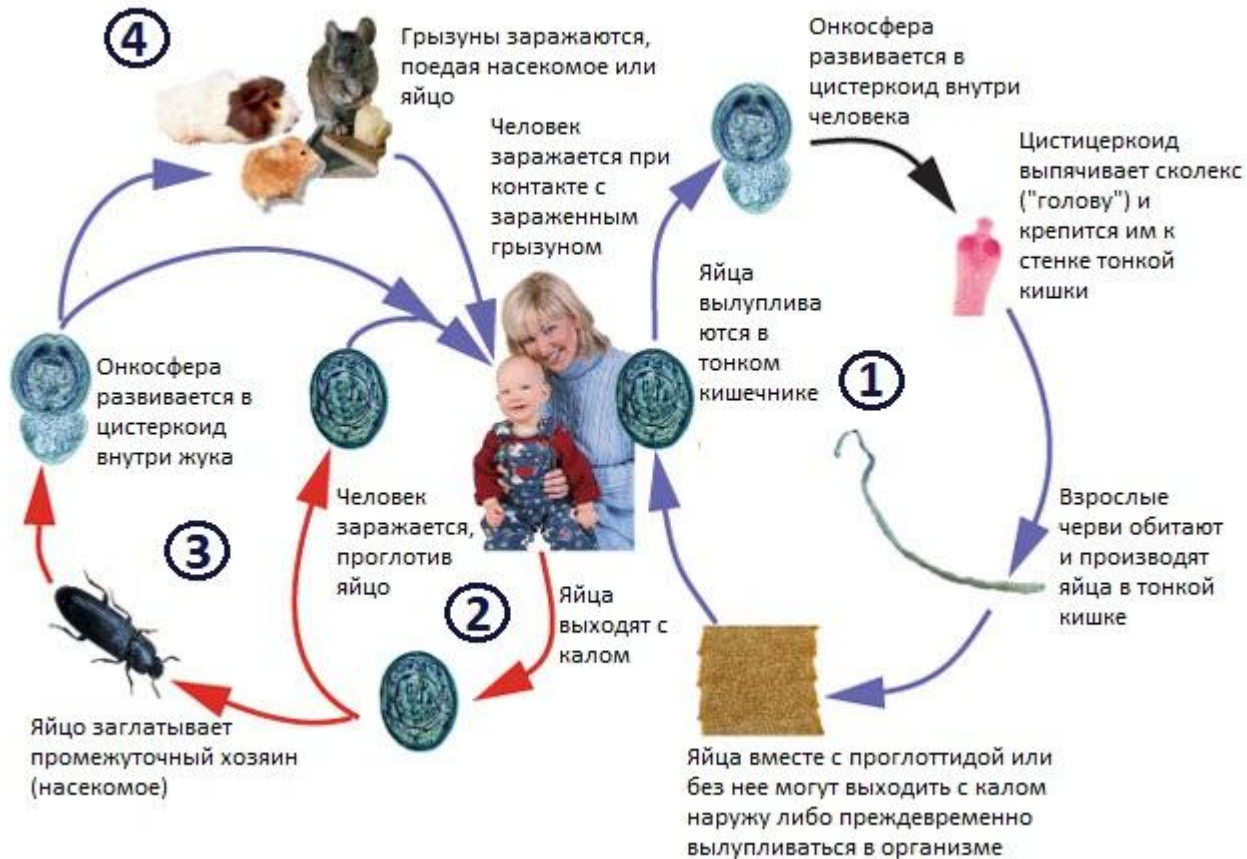 4
Грызуны заражаются,
поедая насекомое или
яйцо
Человек
заражается при
контакте с
зараженным
грызуном
Онкосфера
развивается в
цистеркоид внутри
человека
Цистицеркоид
выпячивает сколекс
("голову") и
крепится им к
стенке тонкой
кишки
Яйца
вылуплива
ются в
тонком
кишечнике
1
Онкосфера
развивается в
цистеркоид
внутри жука
Человек
заражается,
проглотив
яйцо
3
2
Яйца
выходят с
калом
Взрослые
черви обитают
и производят
яйца в тонкой
кишке
Яйцо заглатывает
промежуточный хозяин
(насекомое)
Яйца вместе с проглоттидой или
без нее могут выходить с калом
наружу либо преждевременно
вылупливаться в организме